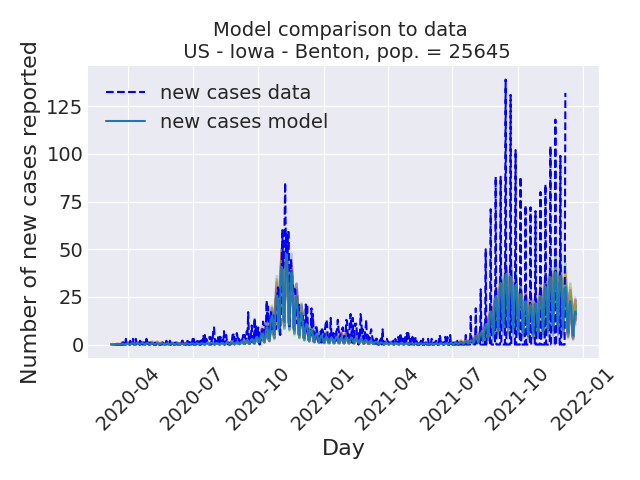 Model comparison to data
US - Iowa - Benton, pop. = 25645
new cases data
new cases model
Number of new cases reported
125
100
75
50
25
0
2020-04
2020-07
2020-10
2021-01
2021-04
2021-07
2021-10
2022-01
Day